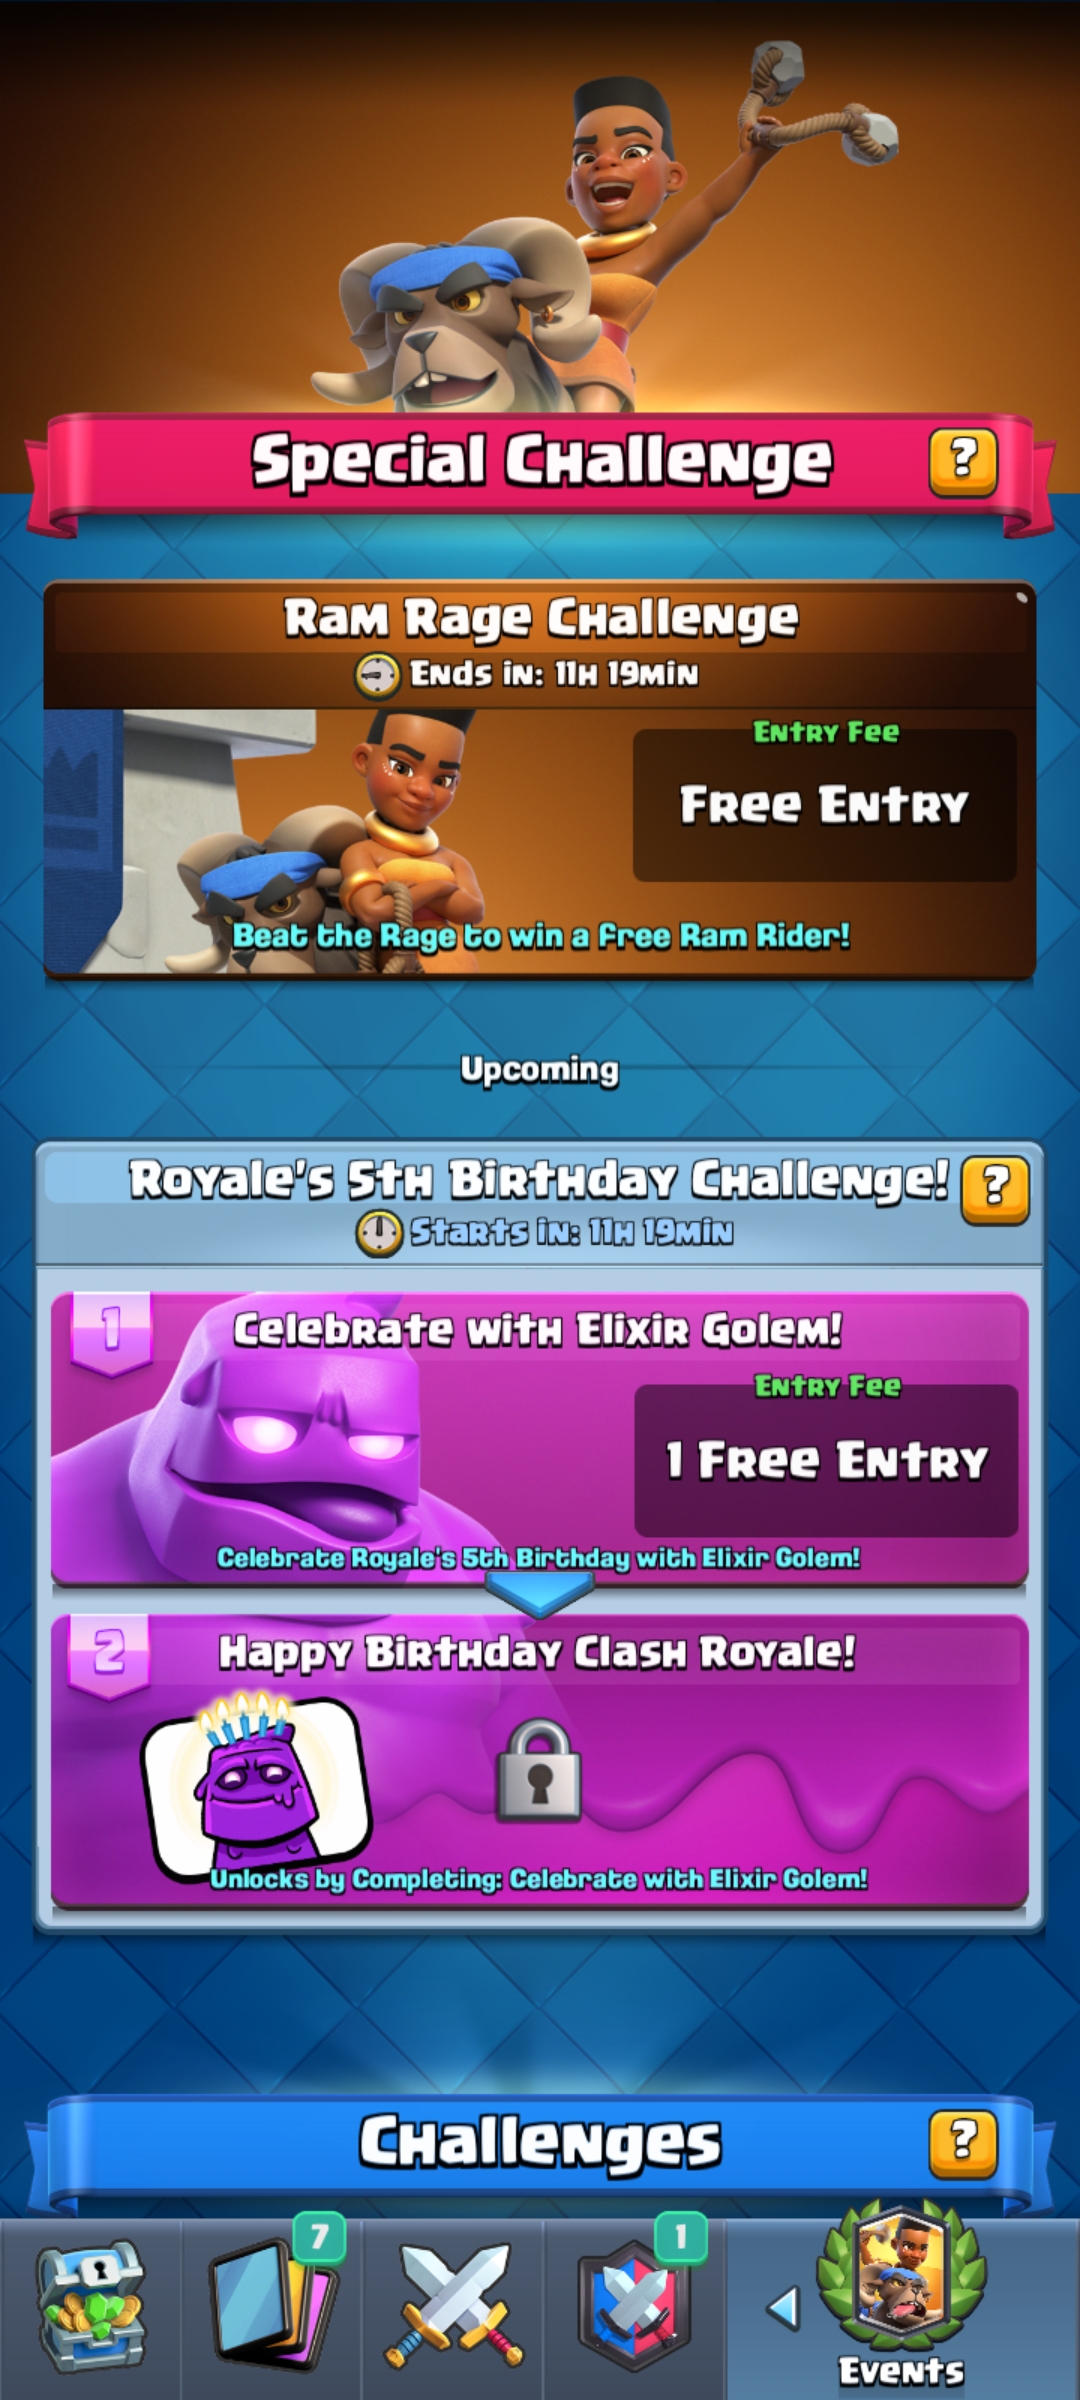 Special Challenge
?
Ram Rage Challenge
Ends in: 11h 19min
Entry Fee
Free Entry
Beat the Rage to win a free Ram Rider!
Upcoming
Royale's 5th Birthday Challenge!
?
Starts in: 11h 19min
1
Celebrate with Elixir Golem!
Entry Fee
1 Free Entry
Celebrate Royale's 5th Birthday with Elixir Golem!
2
Happy Birthday Clash Royale!
Unlocks by Completing: Celebrate with Elixir Golem!
Challenges
?
7
1
Events